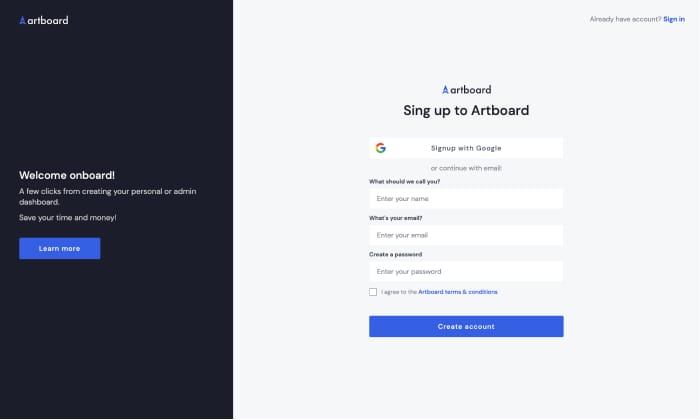 artboard
Already have account? Sign in
artboard
Sing up to Artboard
Signup with Google
or continue with email:
What should we call you?
Enter your name
What's your email?
Enter your email
Create a password
Enter your password
I agree to the Artboard terms & conditions
Create account
Welcome onboard!
A few clicks from creating your personal or admin
dashboard.
Save your time and money!
Learn more